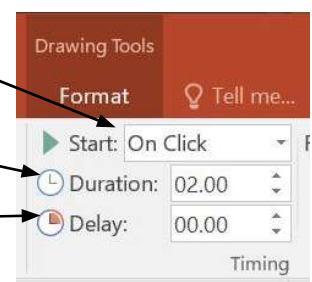 Drawing Tools
Format Tell me...
Start: On Click
Duration: 02.00
Delay: 00.00
Timing